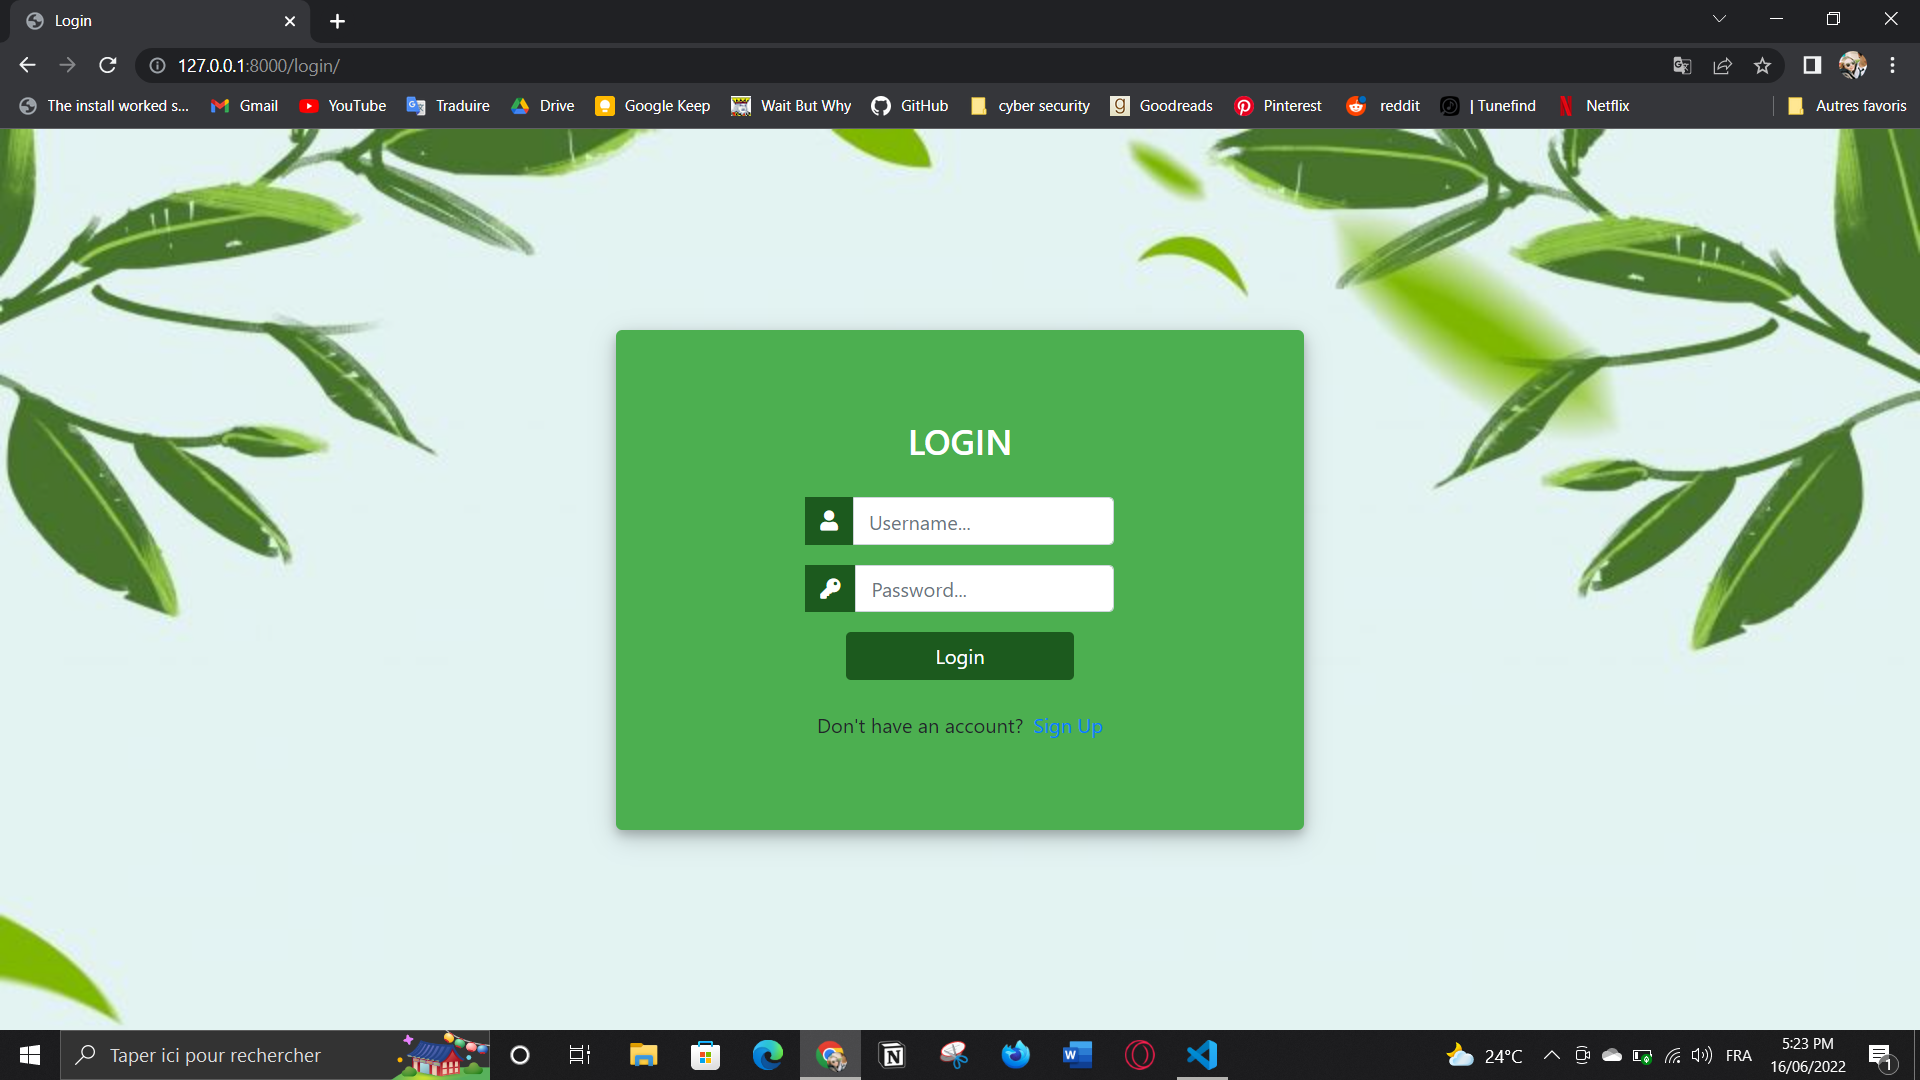 Login
127.0.0.1:8000/login/
The install worked s...
Gmail
YouTube
Traduire
Drive
Google Keep
Wait But Why
GitHub
cyber security
Goodreads
Pinterest
reddit
| Tunefind
Netflix
Autres favoris
LOGIN
Username...
Password...
Login
Don't have an account? Sign Up
Taper ici pour rechercher
24°C
FRA
5:23 PM
16/06/2022
1